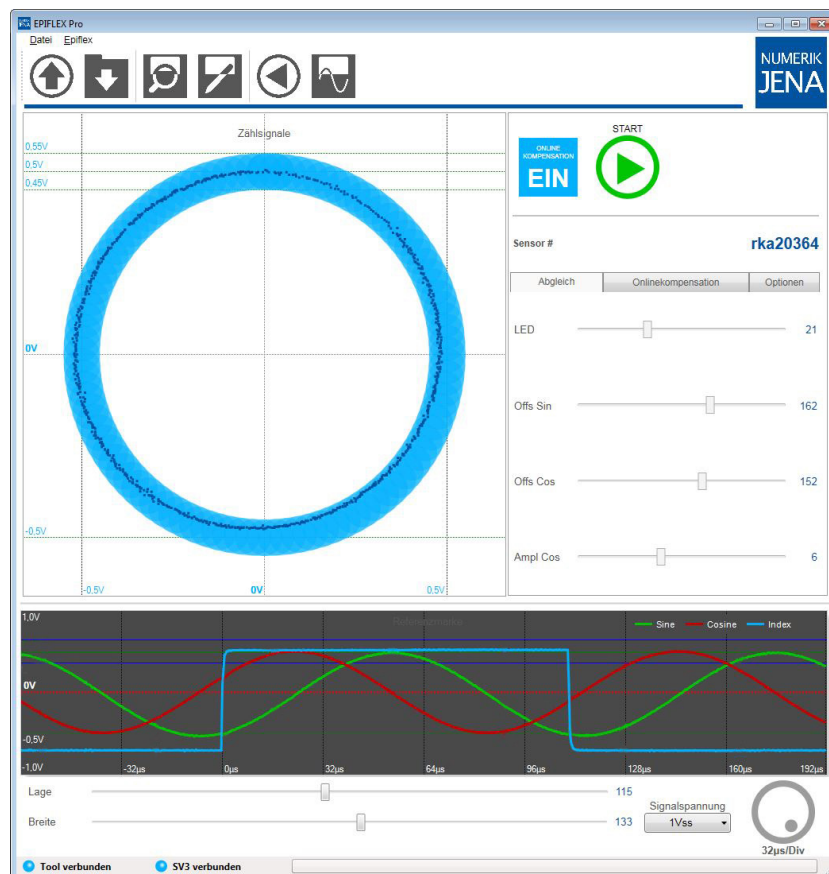 EPIFLEX Pro
Datei Epiflex
NUMERIK
JENA
Zählsignale
0,55V
0,5V
0,45V
0V
-0,5V
-0,5V 0V 0,5V
ONLINE
KOMPENSATION
EIN
START
Sensor # rka20364
Abgleich Onlinekompensation Optionen
LED 21
Offs Sin 162
Offs Cos 152
Ampl Cos 6
Referenzmarke
Sine Cosine Index
1,0V
0V
-0,5V
-1,0V
-32µs 0µs 32µs 64µs 96µs 128µs 160µs 192µs
Lage 115
Breite 133
Signalspannung
1Vss
32µs/Div
Tool verbunden SV3 verbunden